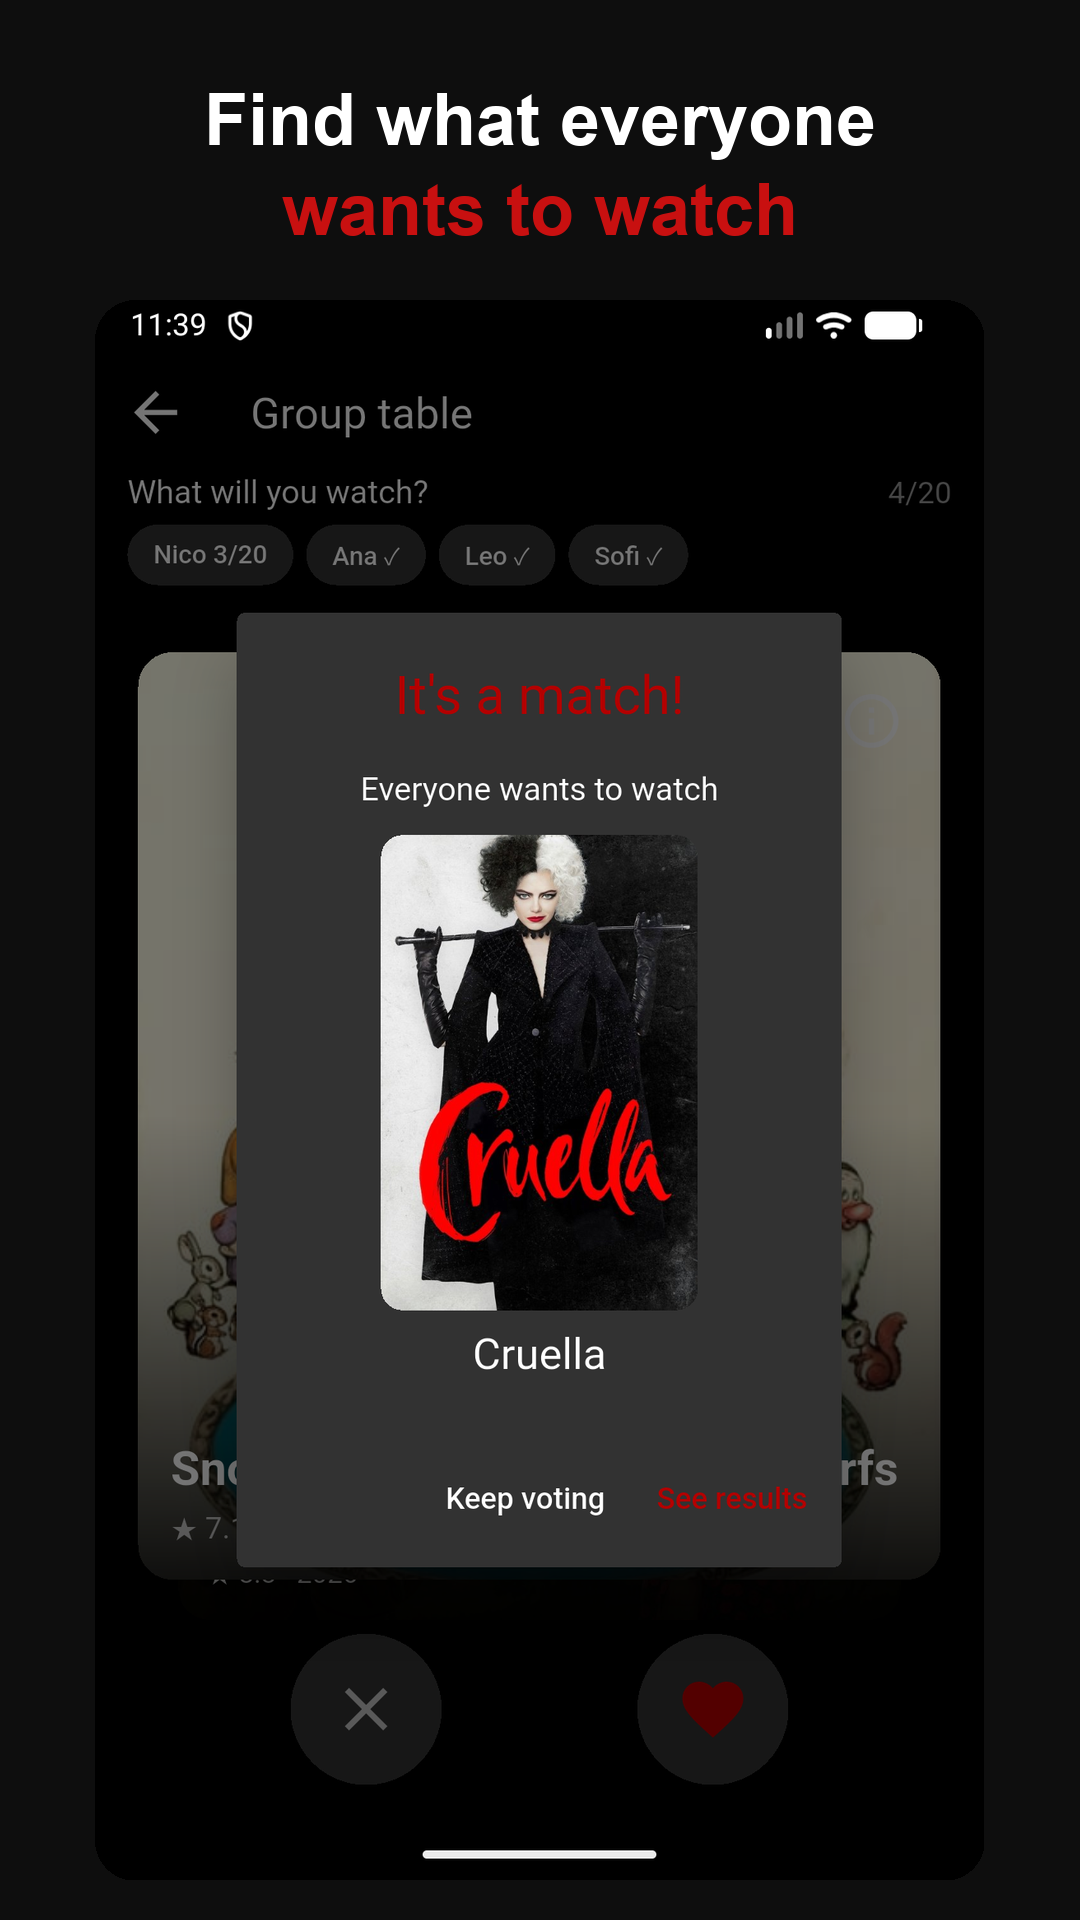 Find what everyone
wants to watch
11:39
Group table
What will you watch? 4/20
Nico 3/20 Ana ✓ Leo ✓ Sofi ✓
It's a match!
Everyone wants to watch
Cruella
Cruella
Keep voting See results
★ 7.